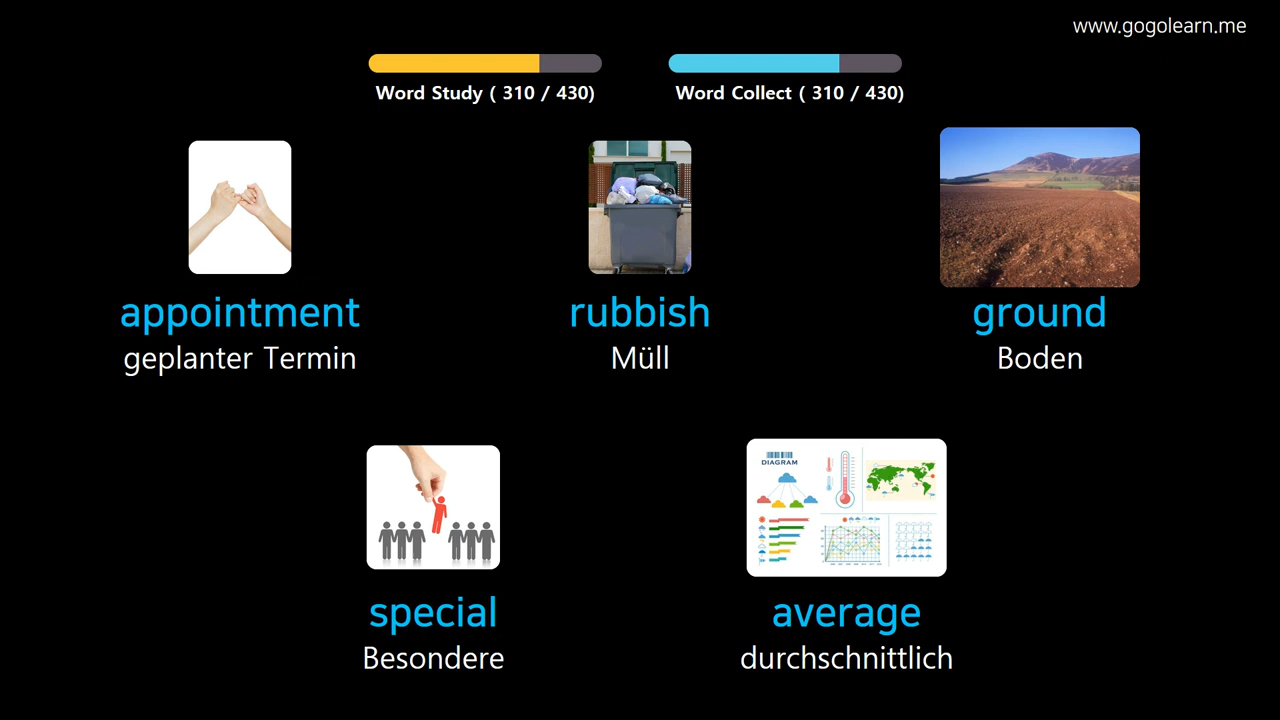 www.gogolearn.me
Word Study ( 310 / 430)
Word Collect ( 310 / 430)
appointment
geplanter Termin
rubbish
Müll
ground
Boden
DIAGRAM
special
Besondere
average
durchschnittlich